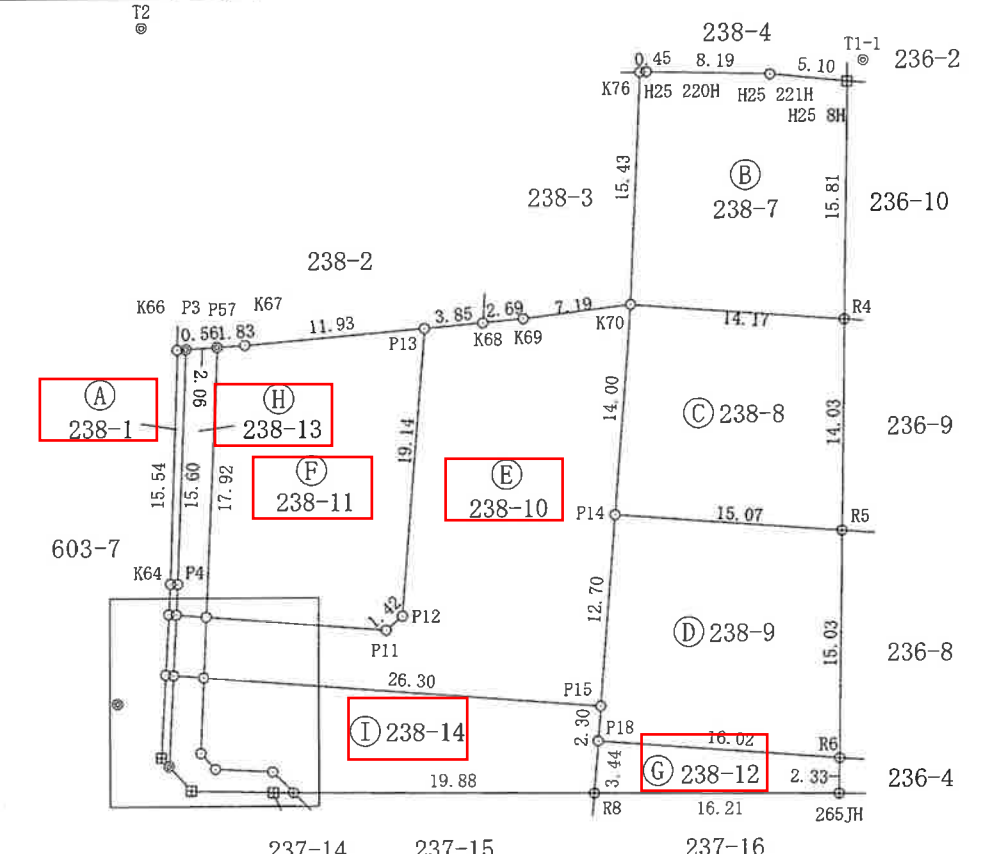 T2
238-4
T1-1
236-2
0.45
8.19
5.10
K76
H25 220H
H25 221H
H25 8H
15.43
Ⓑ
238-7
15.81
238-3
236-10
238-2
K66
P3
P57
K67
0.56
1.83
11.93
3.85
2.69
7.19
P13
K68
K69
K70
14.17
R4
2.06
Ⓐ
238-1
Ⓗ
238-13
14.00
Ⓒ 238-8
14.03
236-9
19.14
15.54
15.60
17.92
Ⓕ
238-11
Ⓔ
238-10
P14
15.07
R5
603-7
K64
P4
1.42
P12
P11
12.70
Ⓓ 238-9
15.03
236-8
26.30
P15
Ⓘ 238-14
2.30
P18
16.02
R6
3.44
Ⓖ 238-12
2.33
236-4
19.88
R8
16.21
265JH
237-14
237-15
237-16